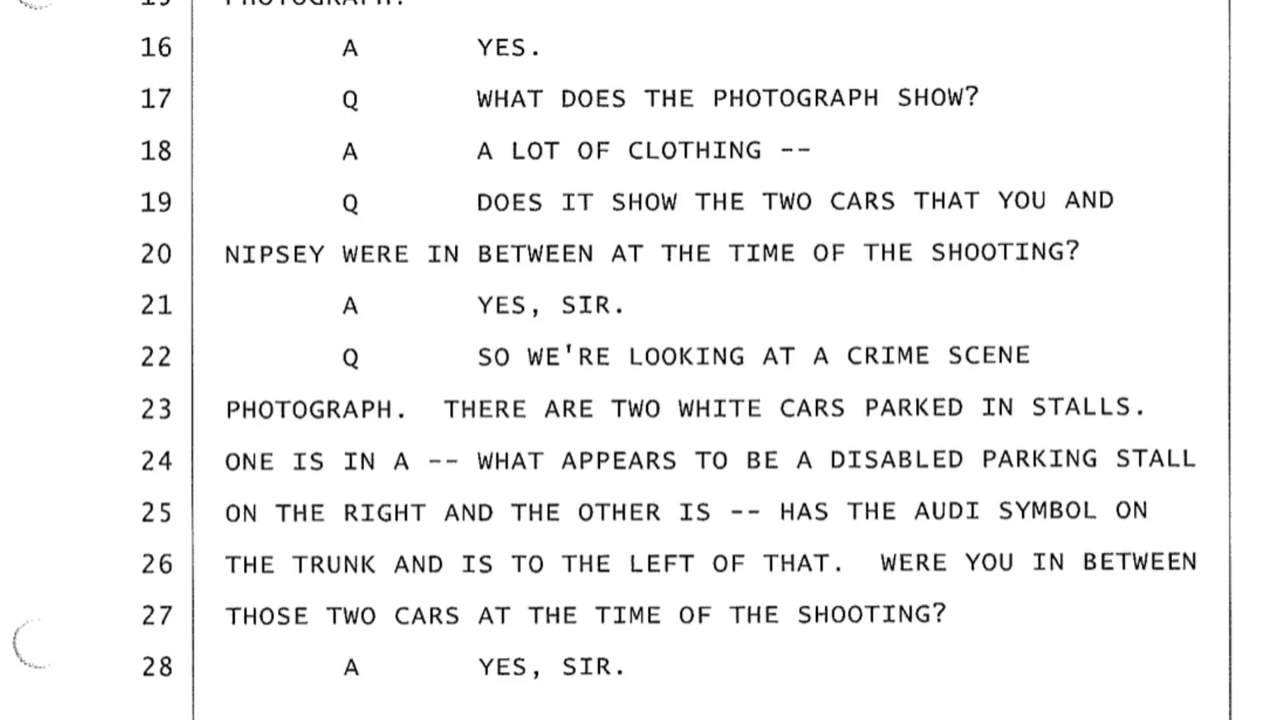 16 A YES.
17 Q WHAT DOES THE PHOTOGRAPH SHOW?
18 A A LOT OF CLOTHING --
19 Q DOES IT SHOW THE TWO CARS THAT YOU AND
20 NIPSEY WERE IN BETWEEN AT THE TIME OF THE SHOOTING?
21 A YES, SIR.
22 Q SO WE'RE LOOKING AT A CRIME SCENE
23 PHOTOGRAPH. THERE ARE TWO WHITE CARS PARKED IN STALLS.
24 ONE IS IN A -- WHAT APPEARS TO BE A DISABLED PARKING STALL
25 ON THE RIGHT AND THE OTHER IS -- HAS THE AUDI SYMBOL ON
26 THE TRUNK AND IS TO THE LEFT OF THAT. WERE YOU IN BETWEEN
27 THOSE TWO CARS AT THE TIME OF THE SHOOTING?
28 A YES, SIR.